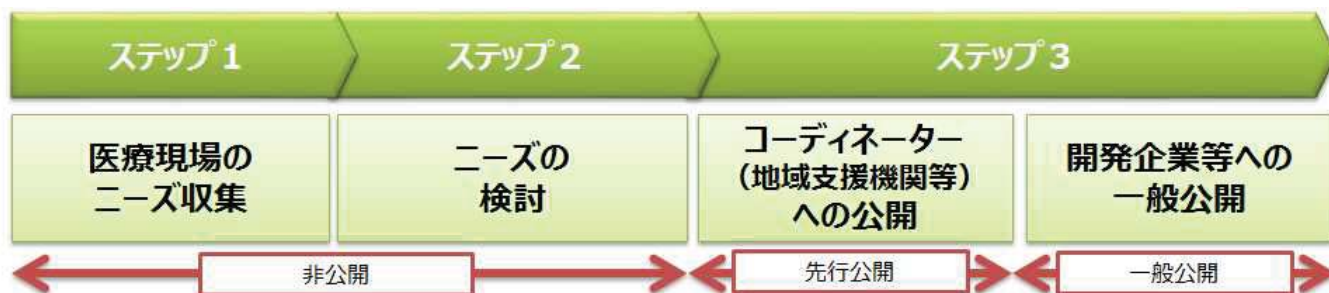 ステップ1
ステップ2
ステップ3
医療現場の
ニーズ収集
ニーズの
検討
コーディネーター
(地域支援機関等)
への公開
開発企業等への
一般公開
非公開
先行公開
一般公開